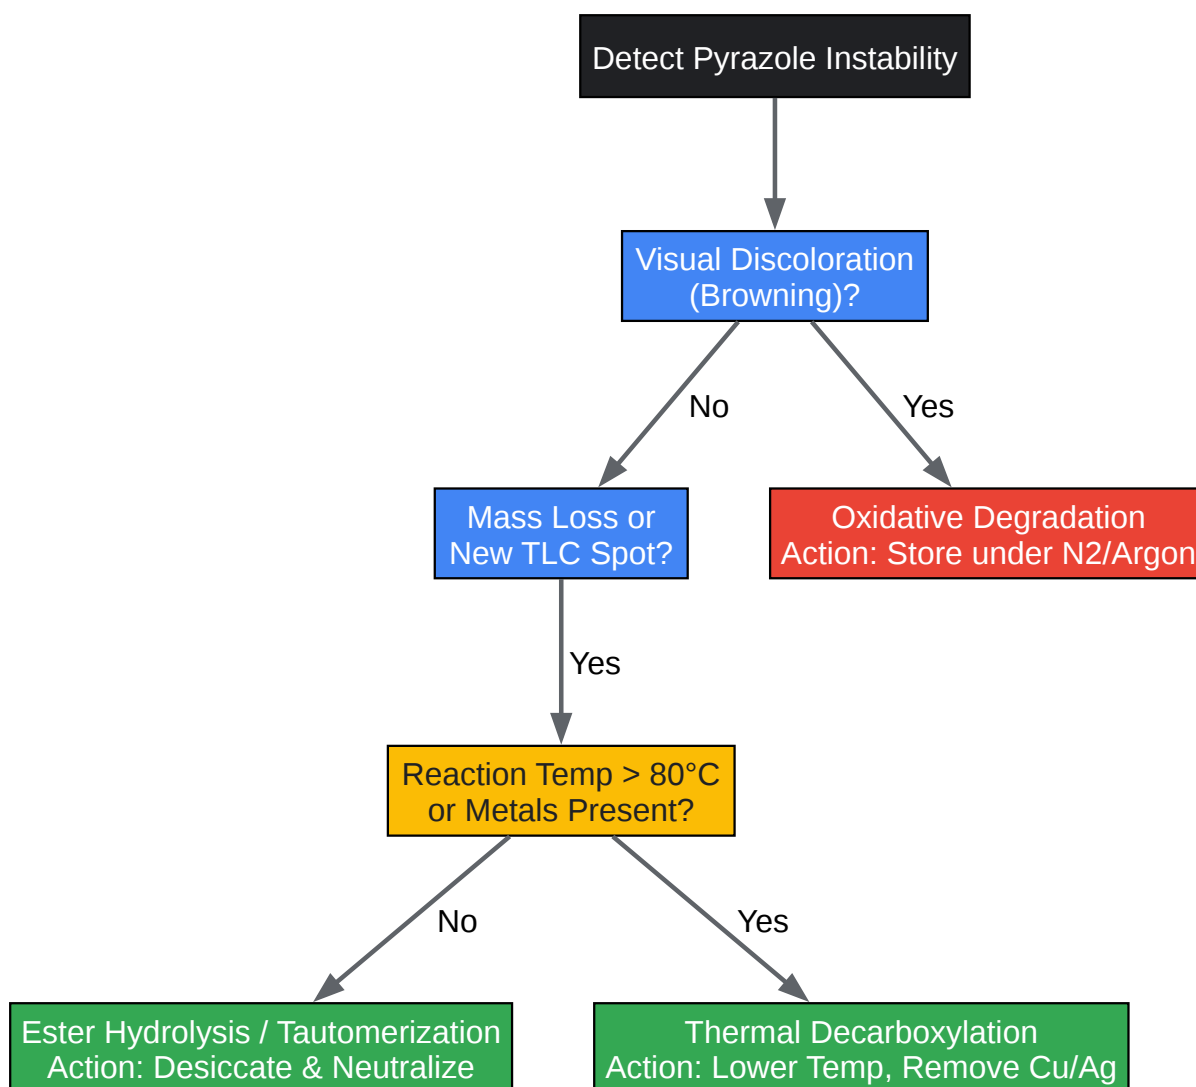 Detect Pyrazole Instability
Visual Discoloration
(Browning)?
No
Yes
Mass Loss or
New TLC Spot?
Oxidative Degradation
Action: Store under N2/Argon
Yes
Reaction Temp > 80°C
or Metals Present?
No
Yes
Ester Hydrolysis / Tautomerization
Action: Desiccate & Neutralize
Thermal Decarboxylation
Action: Lower Temp, Remove Cu/Ag